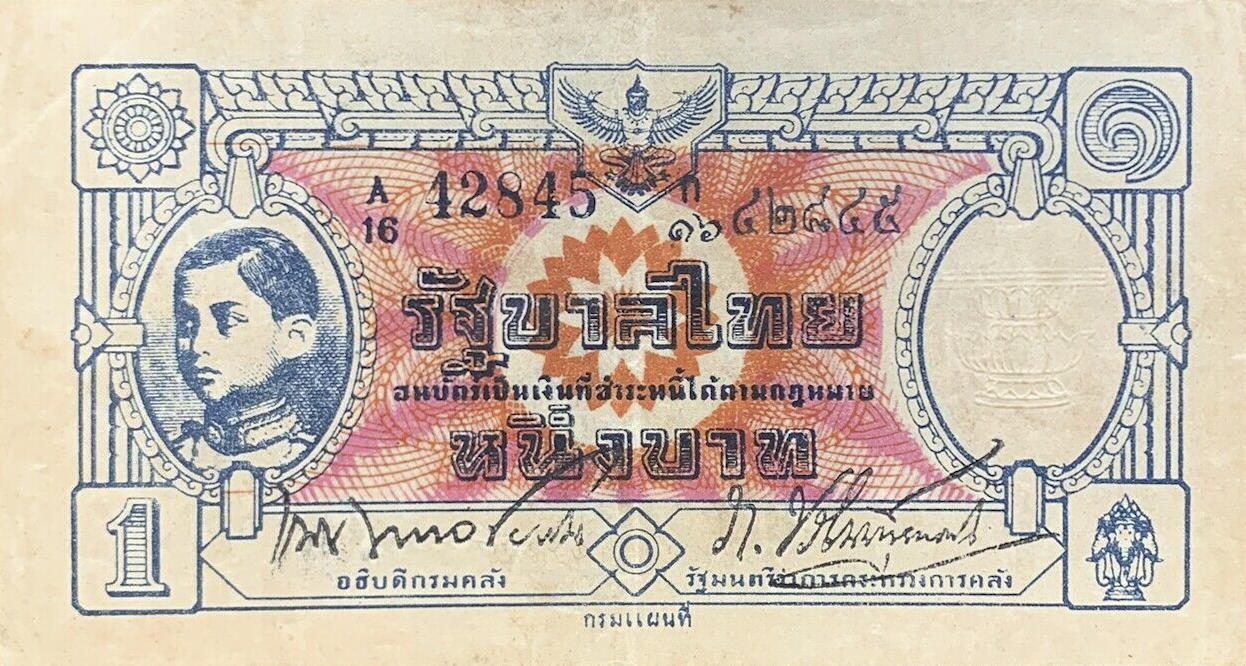 A 42845 ก ๔๒๘๔๕
16 ๑๖
รัฐบาลไทย
ธนบัตร์เป็นเงินที่ชำระหนี้ได้ตามกฎหมาย
หนึ่งบาท
1
อธิบดีกรมคลัง รัฐมนตรีว่าการกระทรวงการคลัง
กรมแผนที่